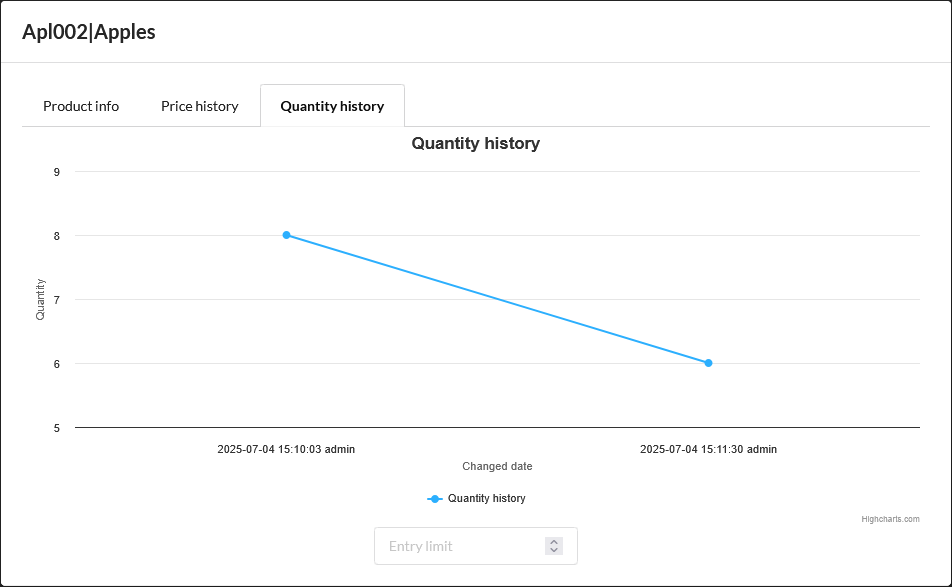 Apl002|Apples
Product info Price history Quantity history
Quantity history
9
8
7
6
5
Quantity
2025-07-04 15:10:03 admin 2025-07-04 15:11:30 admin
Changed date
Quantity history
Highcharts.com
Entry limit